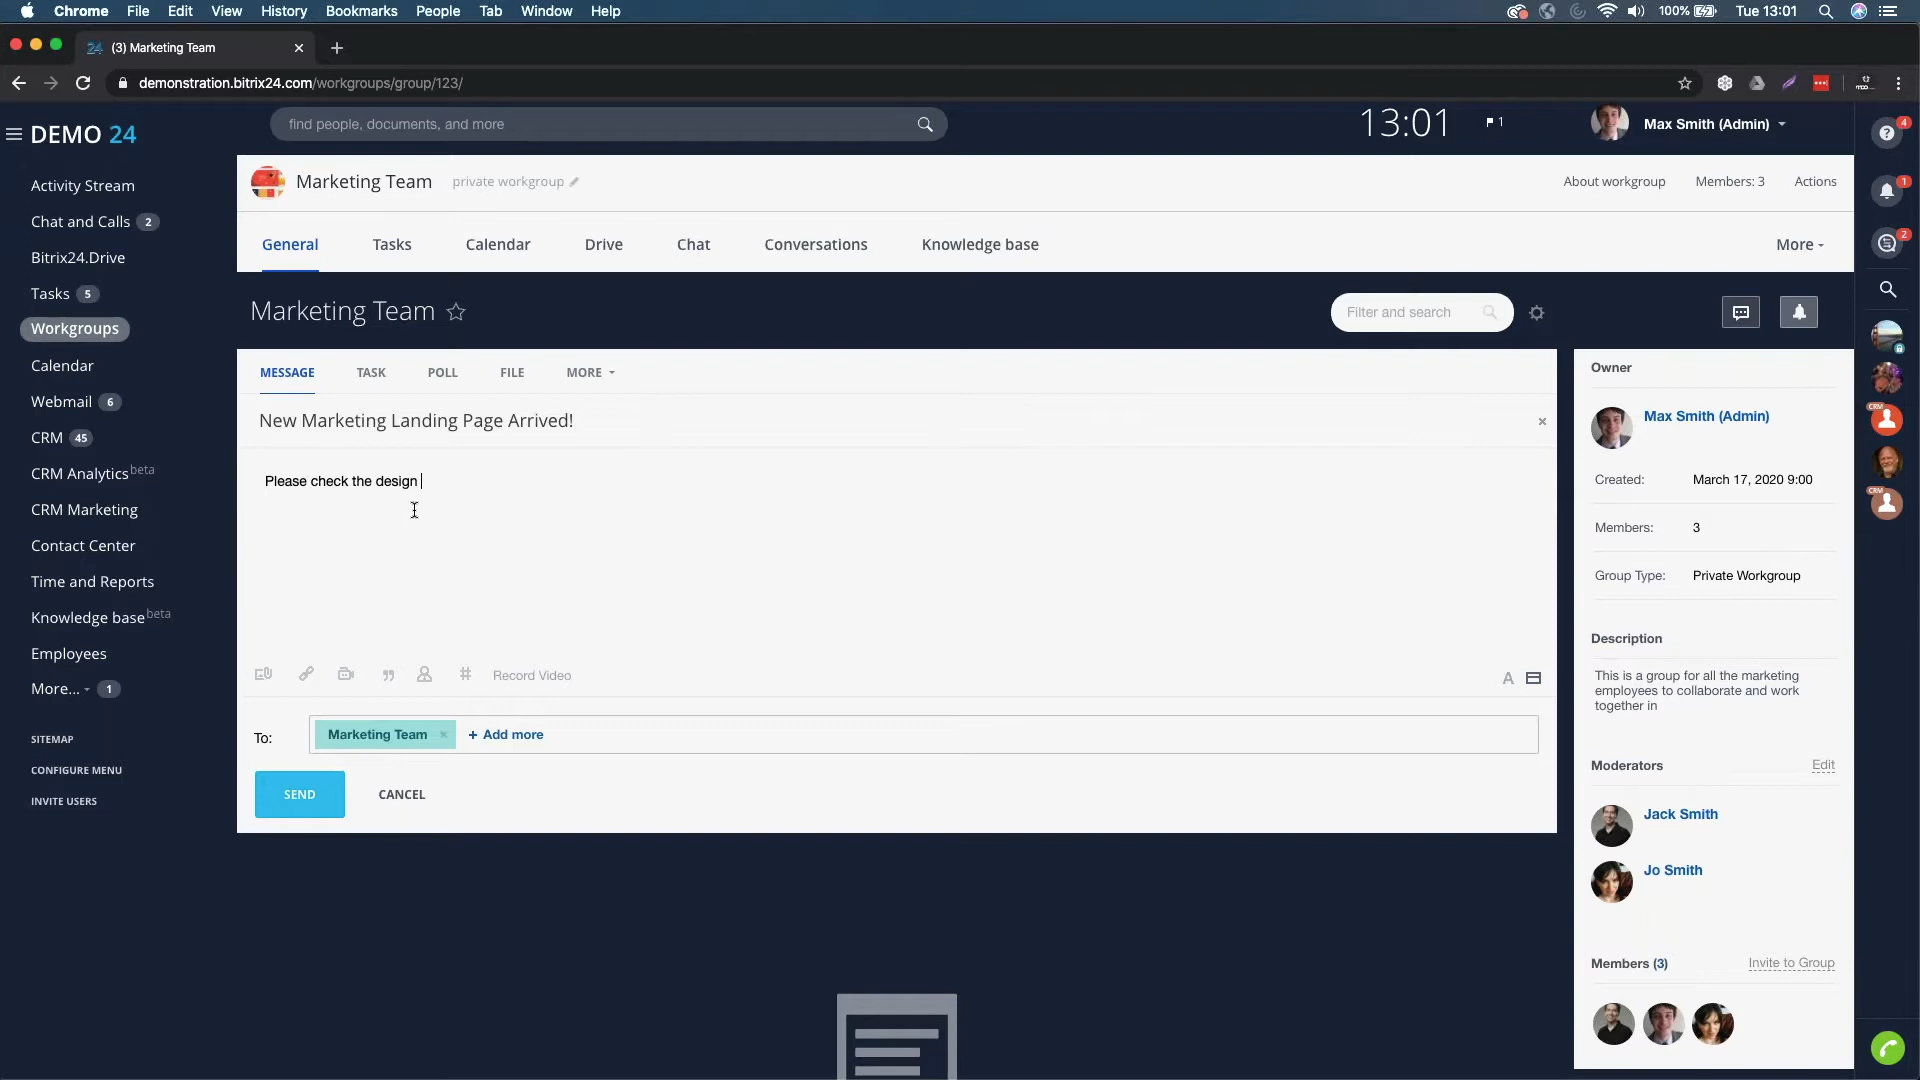 Chrome File Edit View History Bookmarks People Tab Window Help
100% Tue 13:01
24 (3) Marketing Team
demonstration.bitrix24.com/workgroups/group/123/
DEMO 24
find people, documents, and more
13:01
1
Max Smith (Admin)
4
Marketing Team private workgroup
About workgroup Members: 3 Actions
1
General Tasks Calendar Drive Chat Conversations Knowledge base More
2
Activity Stream
Chat and Calls 2
Bitrix24.Drive
Tasks 5
Workgroups
Calendar
Webmail 6
CRM 45
CRM Analytics beta
CRM Marketing
Contact Center
Time and Reports
Knowledge base beta
Employees
More... 1
SITEMAP
CONFIGURE MENU
INVITE USERS
Marketing Team
Filter and search
MESSAGE TASK POLL FILE MORE
New Marketing Landing Page Arrived!
Please check the design
Record Video
A
To: Marketing Team + Add more
SEND CANCEL
Owner
Max Smith (Admin)
Created: March 17, 2020 9:00
Members: 3
Group Type: Private Workgroup
Description
This is a group for all the marketing
employees to collaborate and work
together in
Moderators Edit
Jack Smith
Jo Smith
Members (3) Invite to Group
CRM
CRM